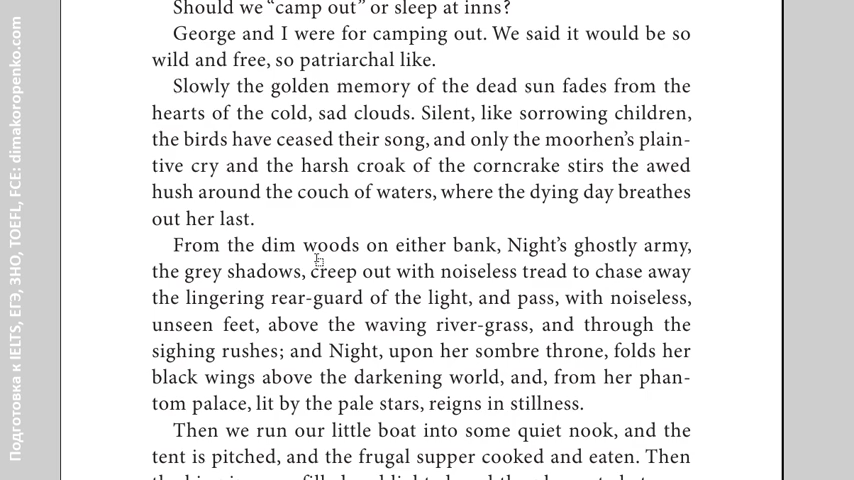 Подготовка к IELTS, ЕГЭ, ЗНО, TOEFL, FCE: dimakoropenko.com
Should we “camp out” or sleep at inns?
George and I were for camping out. We said it would be so
wild and free, so patriarchal like.
Slowly the golden memory of the dead sun fades from the
hearts of the cold, sad clouds. Silent, like sorrowing children,
the birds have ceased their song, and only the moorhen’s plain-
tive cry and the harsh croak of the corncrake stirs the awed
hush around the couch of waters, where the dying day breathes
out her last.
From the dim woods on either bank, Night’s ghostly army,
the grey shadows, creep out with noiseless tread to chase away
the lingering rear-guard of the light, and pass, with noiseless,
unseen feet, above the waving river-grass, and through the
sighing rushes; and Night, upon her sombre throne, folds her
black wings above the darkening world, and, from her phan-
tom palace, lit by the pale stars, reigns in stillness.
Then we run our little boat into some quiet nook, and the
tent is pitched, and the frugal supper cooked and eaten. Then